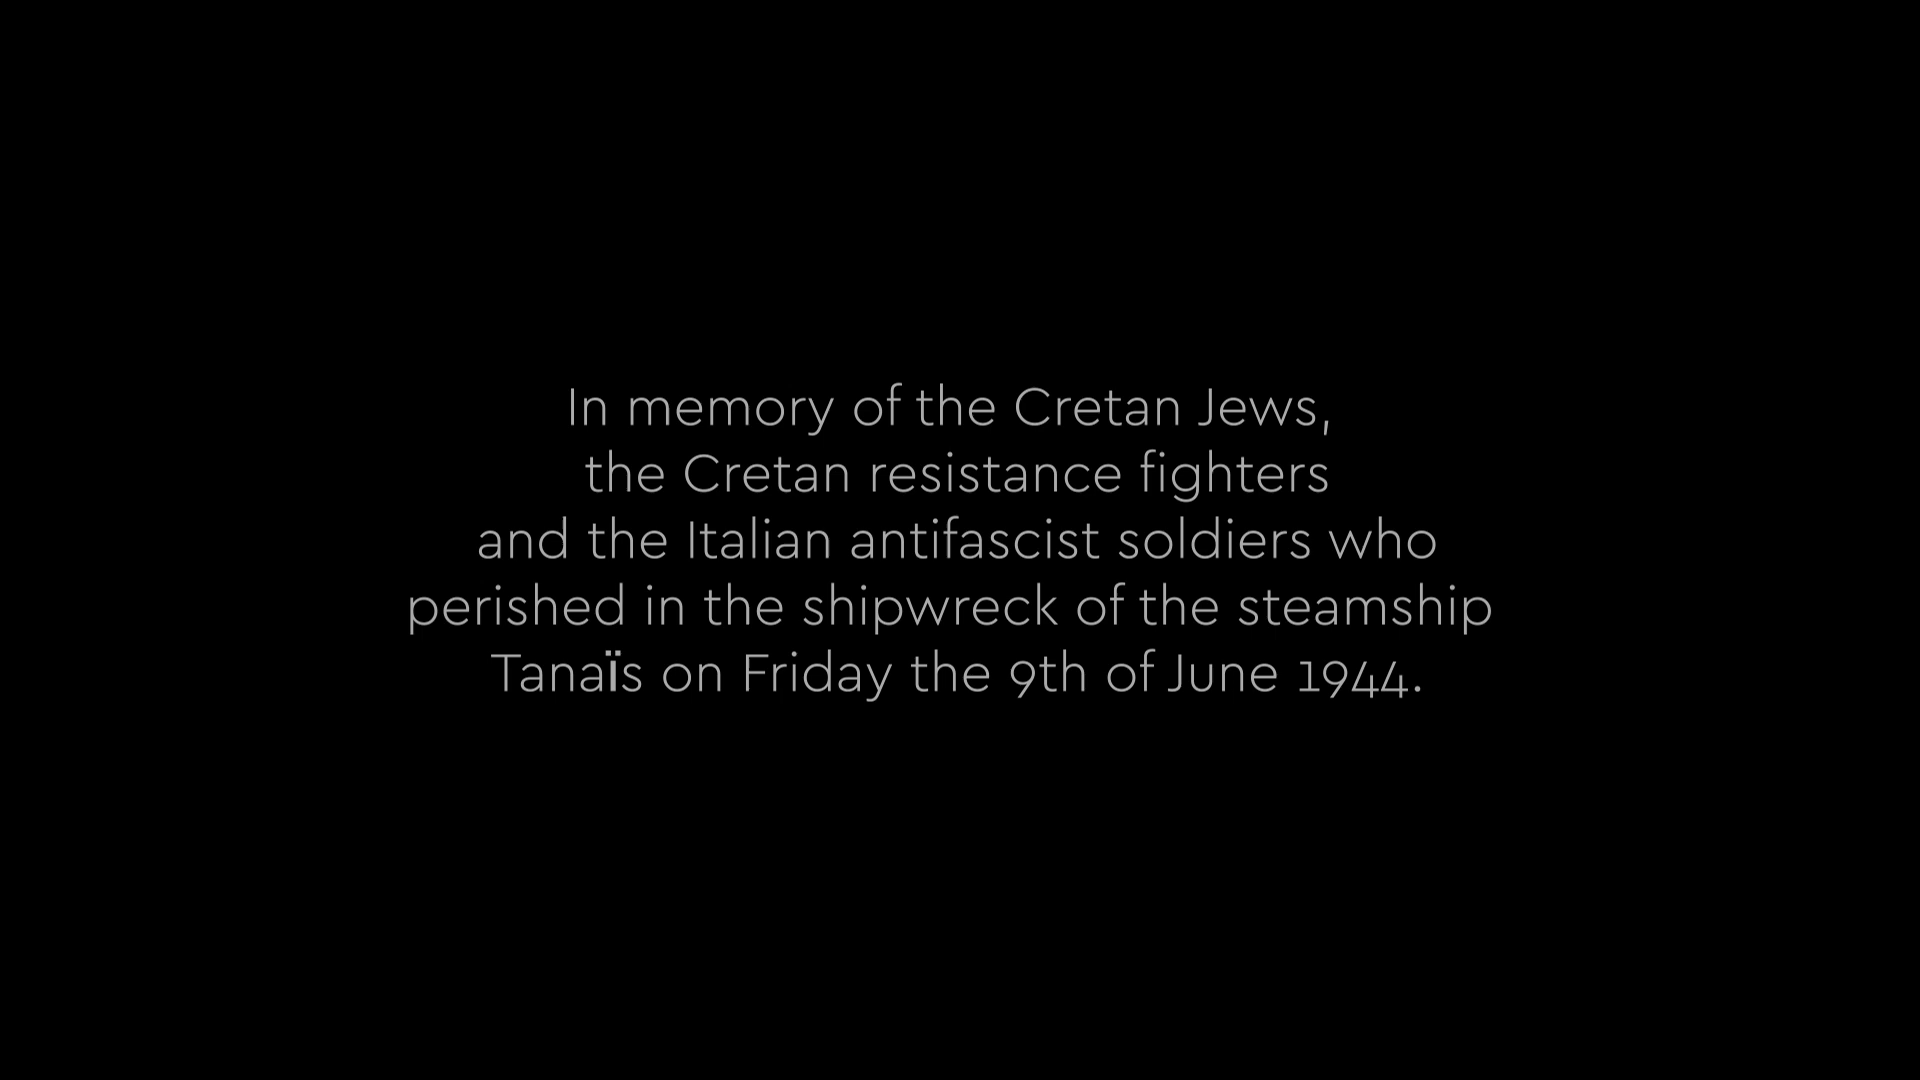 In memory of the Cretan Jews,
the Cretan resistance fighters
and the Italian antifascist soldiers who
perished in the shipwreck of the steamship
Tanaïs on Friday the 9th of June 1944.